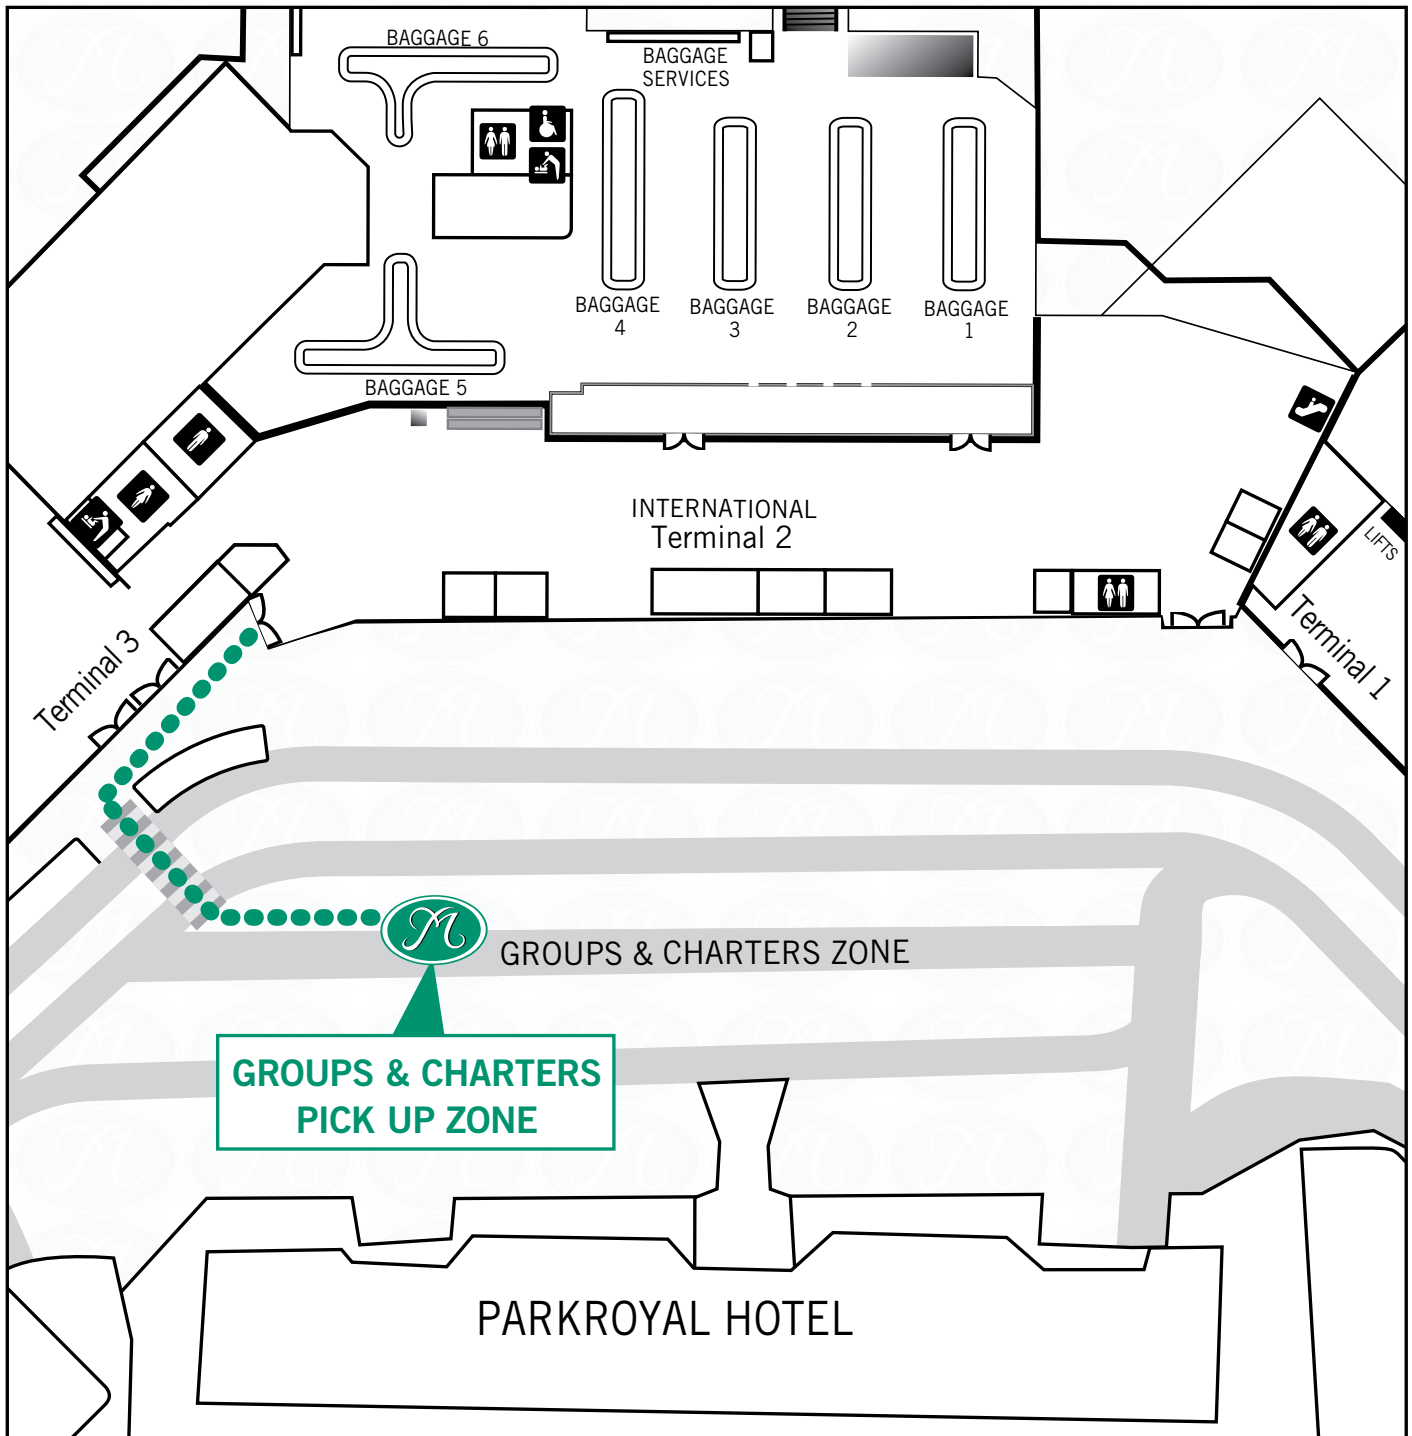 BAGGAGE 6
BAGGAGE
SERVICES
BAGGAGE
4
BAGGAGE
3
BAGGAGE
2
BAGGAGE
1
BAGGAGE 5
INTERNATIONAL
Terminal 2
LIFTS
Terminal 3
Terminal 1
M
GROUPS & CHARTERS ZONE
GROUPS & CHARTERS
PICK UP ZONE
PARKROYAL HOTEL